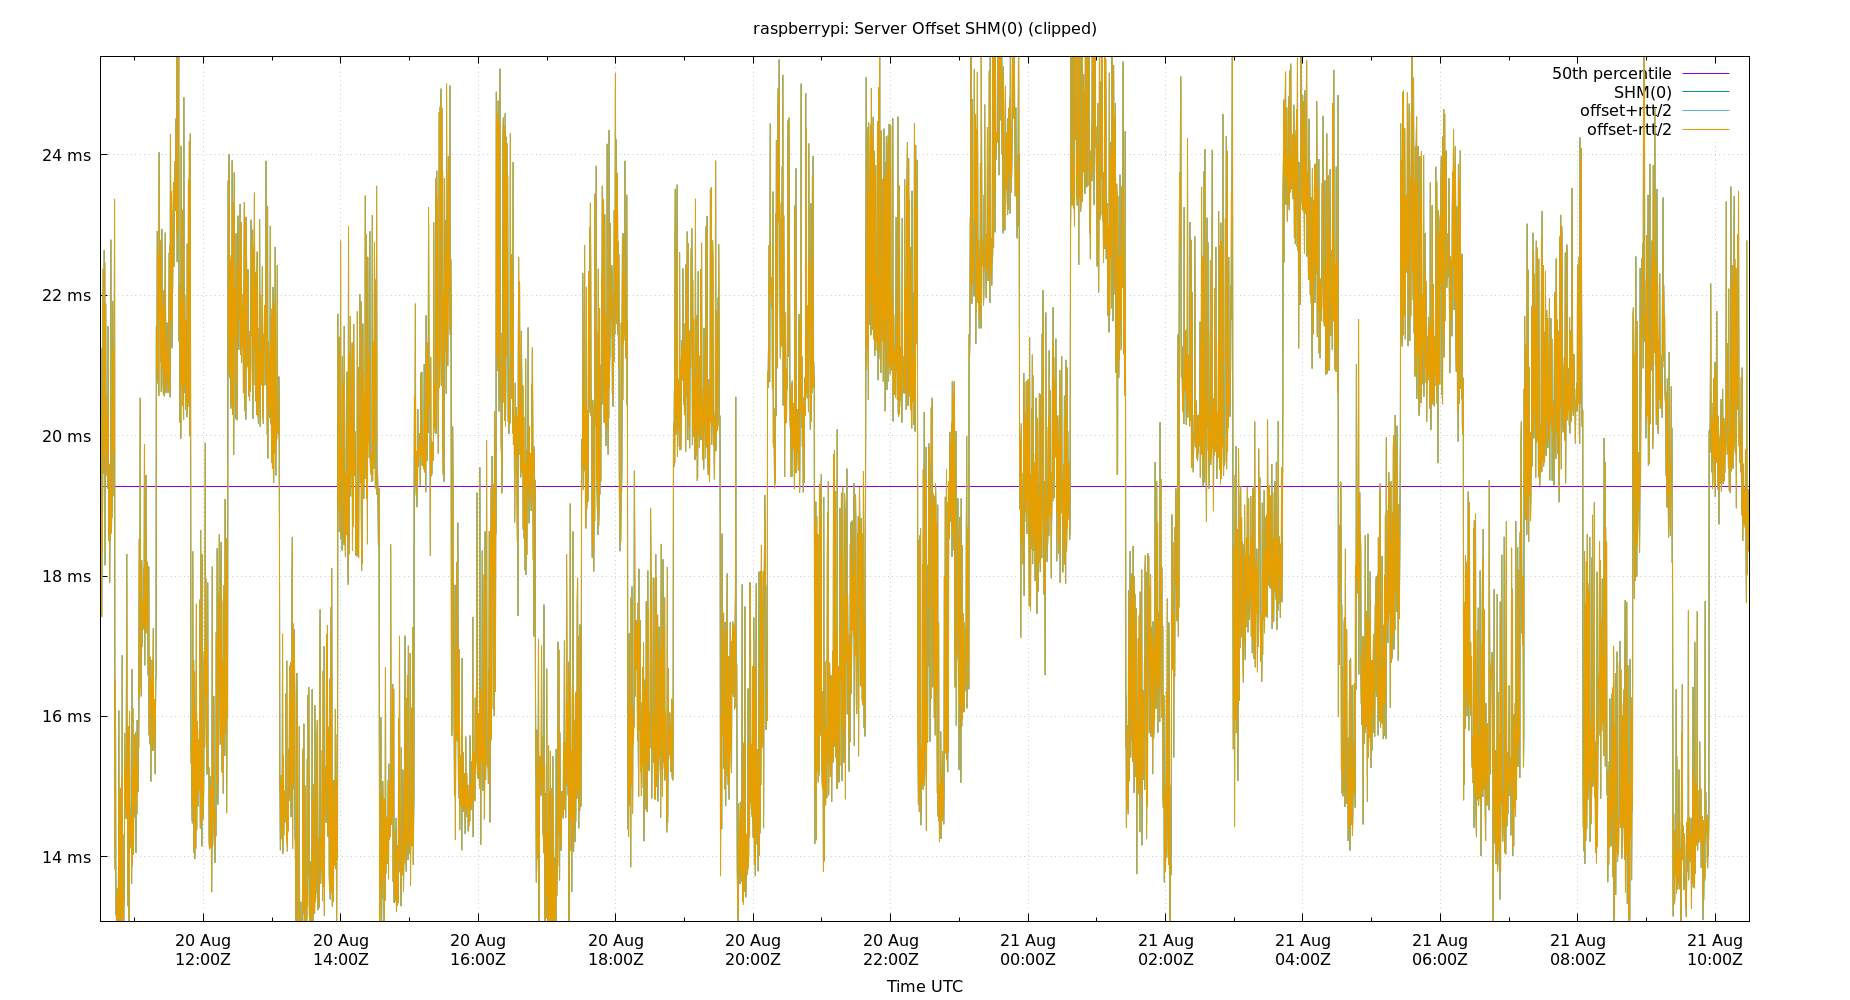 raspberrypi: Server Offset SHM(0) (clipped)
50th percentile
SHM(0)
offset+rtt/2
offset-rtt/2
24 ms
22 ms
20 ms
18 ms
16 ms
14 ms
20 Aug 20 Aug 20 Aug 20 Aug 20 Aug 20 Aug 21 Aug 21 Aug 21 Aug 21 Aug 21 Aug 21 Aug
12:00Z 14:00Z 16:00Z 18:00Z 20:00Z 22:00Z 00:00Z 02:00Z 04:00Z 06:00Z 08:00Z 10:00Z
Time UTC